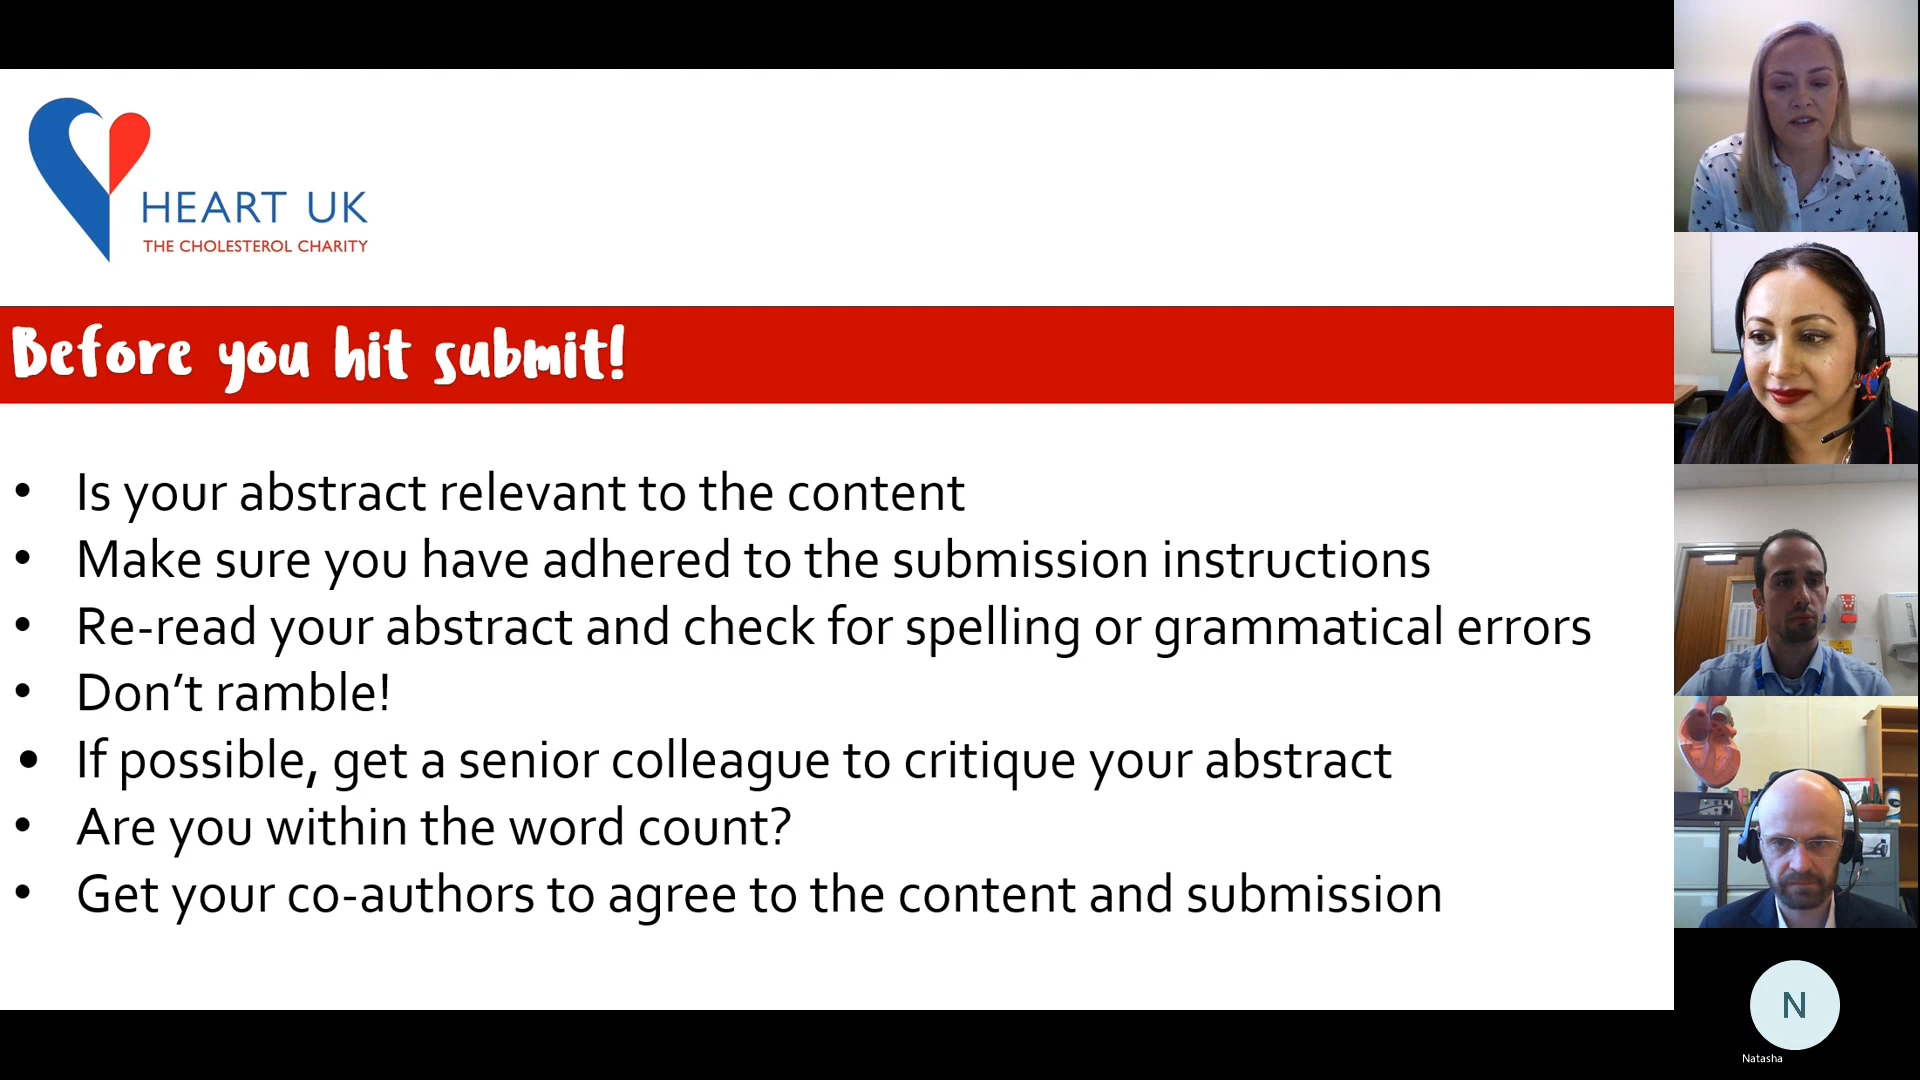 HEART UK
THE CHOLESTEROL CHARITY
Before you hit submit!
• Is your abstract relevant to the content
• Make sure you have adhered to the submission instructions
• Re-read your abstract and check for spelling or grammatical errors
• Don’t ramble!
• If possible, get a senior colleague to critique your abstract
• Are you within the word count?
• Get your co-authors to agree to the content and submission
N
Natasha